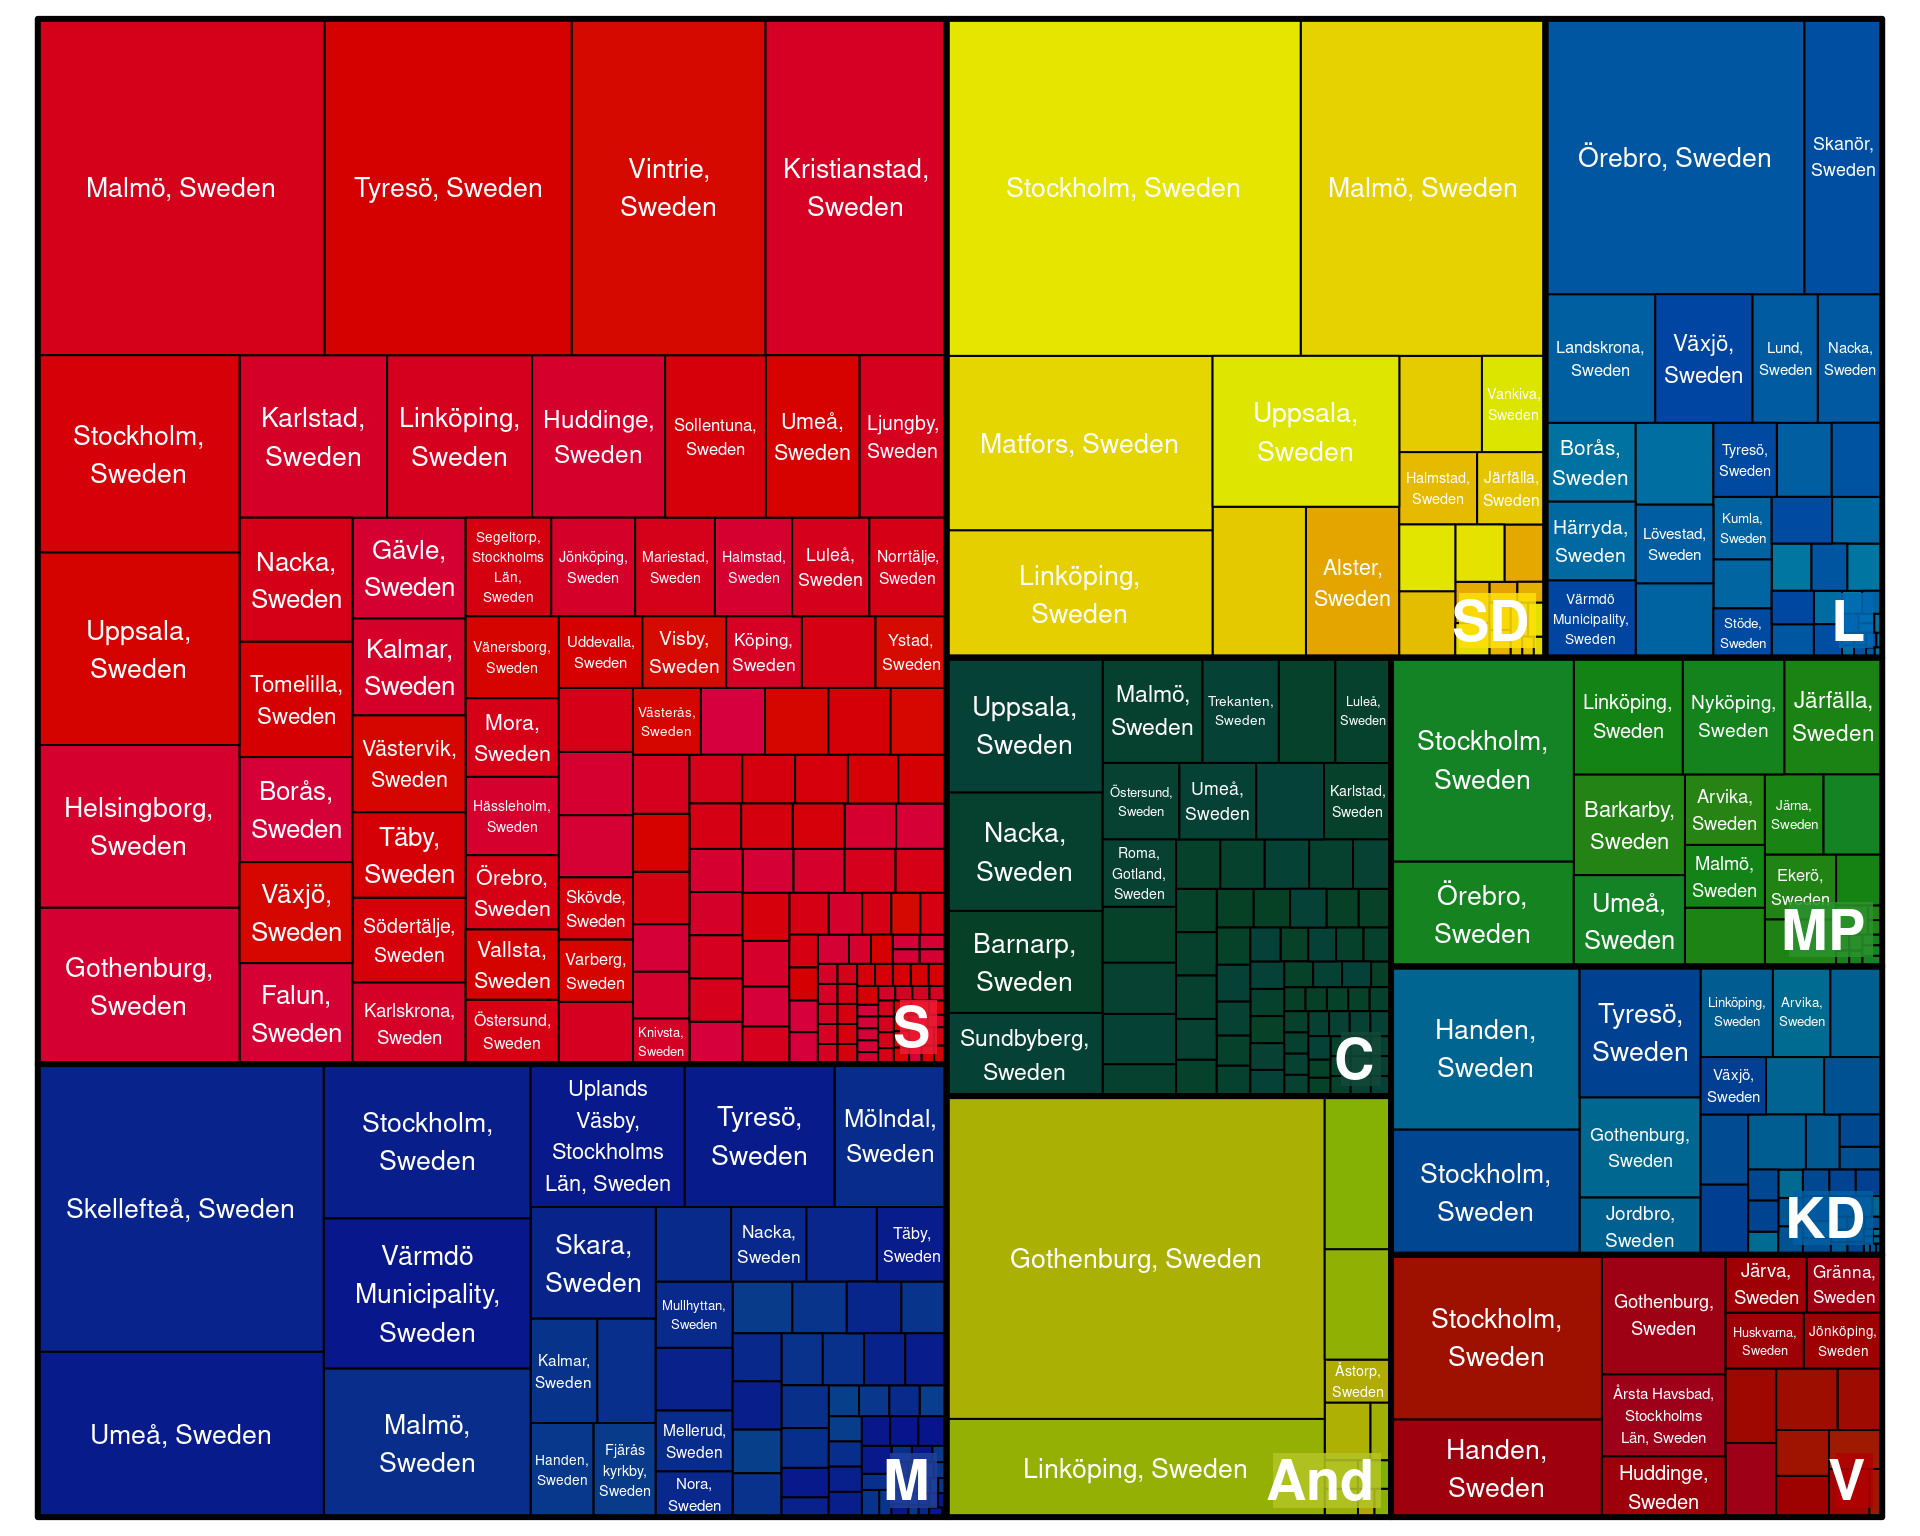 Malmö, Sweden
Tyresö, Sweden
Vintrie,
Sweden
Kristianstad,
Sweden
Stockholm,
Sweden
Uppsala,
Sweden
Helsingborg,
Sweden
Gothenburg,
Sweden
Karlstad,
Sweden
Linköping,
Sweden
Huddinge,
Sweden
Sollentuna,
Sweden
Umeå,
Sweden
Ljungby,
Sweden
Nacka,
Sweden
Tomelilla,
Sweden
Borås,
Sweden
Växjö,
Sweden
Falun,
Sweden
Gävle,
Sweden
Kalmar,
Sweden
Västervik,
Sweden
Täby,
Sweden
Södertälje,
Sweden
Karlskrona,
Sweden
Segeltorp,
Stockholms
Län,
Sweden
Jönköping,
Sweden
Mariestad,
Sweden
Halmstad,
Sweden
Luleå,
Sweden
Norrtälje,
Sweden
Vänersborg,
Sweden
Mora,
Sweden
Hässleholm,
Sweden
Örebro,
Sweden
Vallsta,
Sweden
Östersund,
Sweden
Uddevalla,
Sweden
Visby,
Sweden
Köping,
Sweden
Ystad,
Sweden
Västerås,
Sweden
Skövde,
Sweden
Varberg,
Sweden
Knivsta,
Sweden
S
Skellefteå, Sweden
Umeå, Sweden
Stockholm,
Sweden
Värmdö
Municipality,
Sweden
Malmö,
Sweden
Uplands
Väsby,
Stockholms
Län, Sweden
Tyresö,
Sweden
Mölndal,
Sweden
Skara,
Sweden
Nacka,
Sweden
Täby,
Sweden
Mullhyttan,
Sweden
Kalmar,
Sweden
Handen,
Sweden
Fjärås
kyrkby,
Sweden
Mellerud,
Sweden
Nora,
Sweden
M
Stockholm, Sweden
Malmö, Sweden
Matfors, Sweden
Linköping,
Sweden
Uppsala,
Sweden
Vankiva,
Sweden
Halmstad,
Sweden
Järfälla,
Sweden
Alster,
Sweden
SD
Örebro, Sweden
Skanör,
Sweden
Landskrona,
Sweden
Växjö,
Sweden
Lund,
Sweden
Nacka,
Sweden
Borås,
Sweden
Härryda,
Sweden
Värmdö
Municipality,
Sweden
Lövestad,
Sweden
Tyresö,
Sweden
Kumla,
Sweden
Stöde,
Sweden
L
Uppsala,
Sweden
Nacka,
Sweden
Barnarp,
Sweden
Sundbyberg,
Sweden
Malmö,
Sweden
Trekanten,
Sweden
Luleå,
Sweden
Östersund,
Sweden
Umeå,
Sweden
Karlstad,
Sweden
Roma,
Gotland,
Sweden
C
Gothenburg, Sweden
Linköping, Sweden
Åstorp,
Sweden
And
Stockholm,
Sweden
Örebro,
Sweden
Linköping,
Sweden
Nyköping,
Sweden
Järfälla,
Sweden
Barkarby,
Sweden
Umeå,
Sweden
Arvika,
Sweden
Malmö,
Sweden
Järna,
Sweden
Ekerö,
Sweden
MP
Handen,
Sweden
Stockholm,
Sweden
Tyresö,
Sweden
Gothenburg,
Sweden
Jordbro,
Sweden
Linköping,
Sweden
Arvika,
Sweden
Växjö,
Sweden
KD
Stockholm,
Sweden
Handen,
Sweden
Gothenburg,
Sweden
Årsta Havsbad,
Stockholms
Län, Sweden
Huddinge,
Sweden
Järva,
Sweden
Gränna,
Sweden
Huskvarna,
Sweden
Jönköping,
Sweden
V